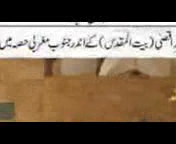 اقصیٰ (بیت المقدس) کے اندر جنوب مغربی حصہ میں